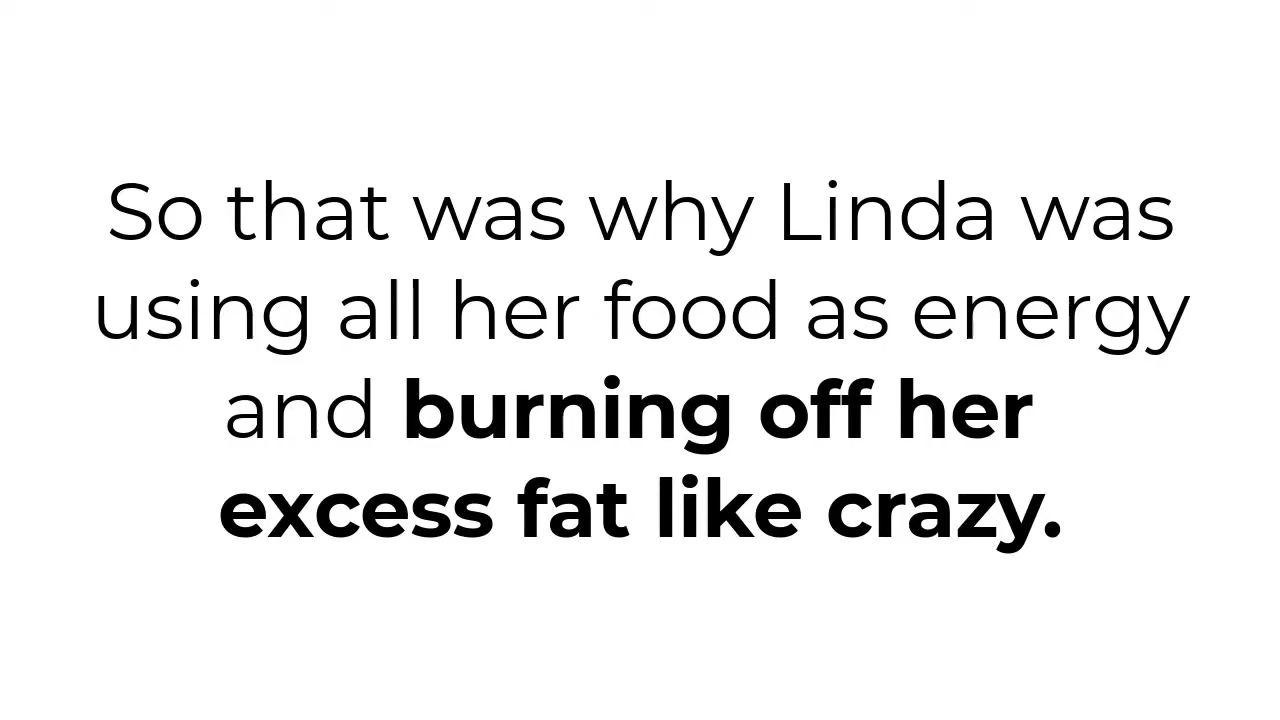 So that was why Linda was
using all her food as energy
and burning off her
excess fat like crazy.